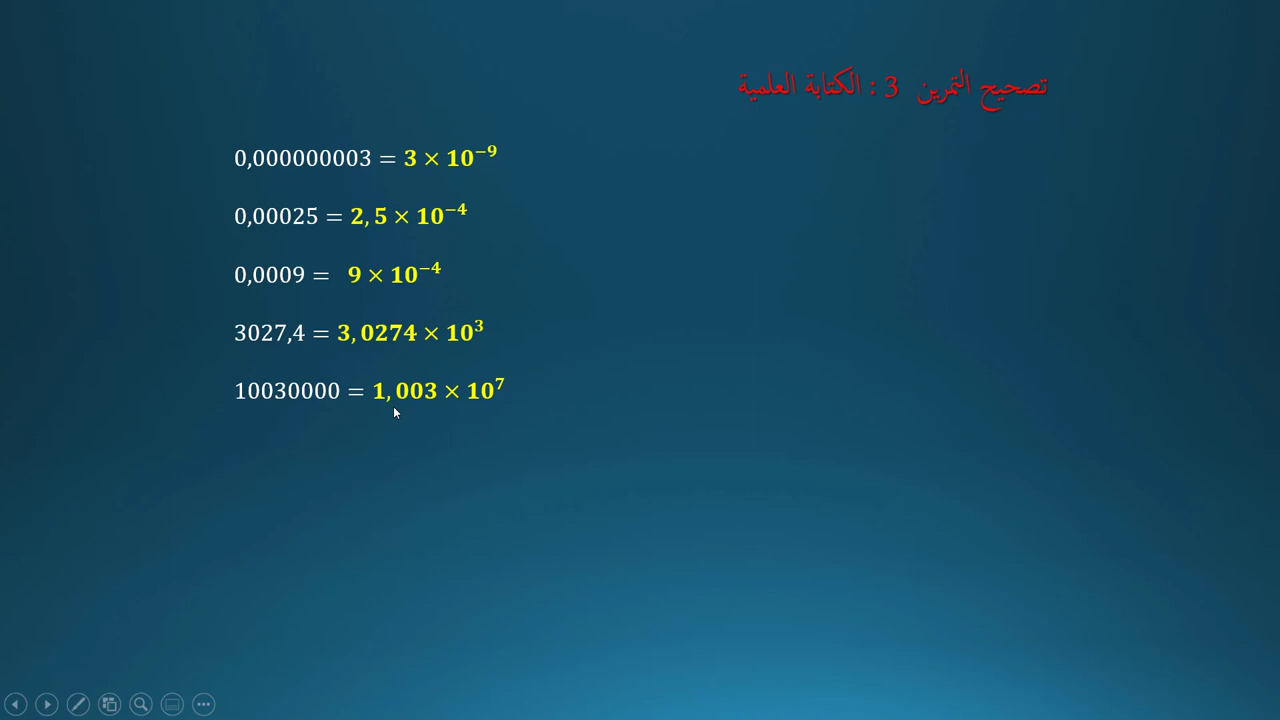 تصحيح التمرين 3 : الكتابة العلمية
0,000000003 = 3 × 10⁻⁹
0,00025 = 2,5 × 10⁻⁴
0,0009 = 9 × 10⁻⁴
3027,4 = 3,0274 × 10³
10030000 = 1,003 × 10⁷